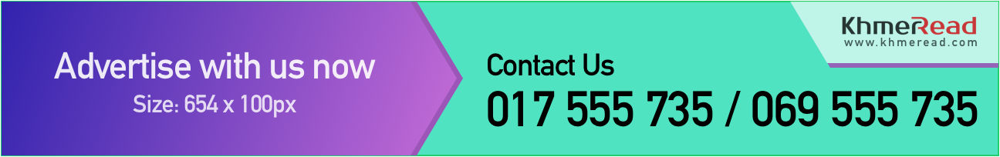 Advertise with us now
Size: 654 x 100px
Contact Us
017 555 735 / 069 555 735
KhmeRead
www.khmeread.com